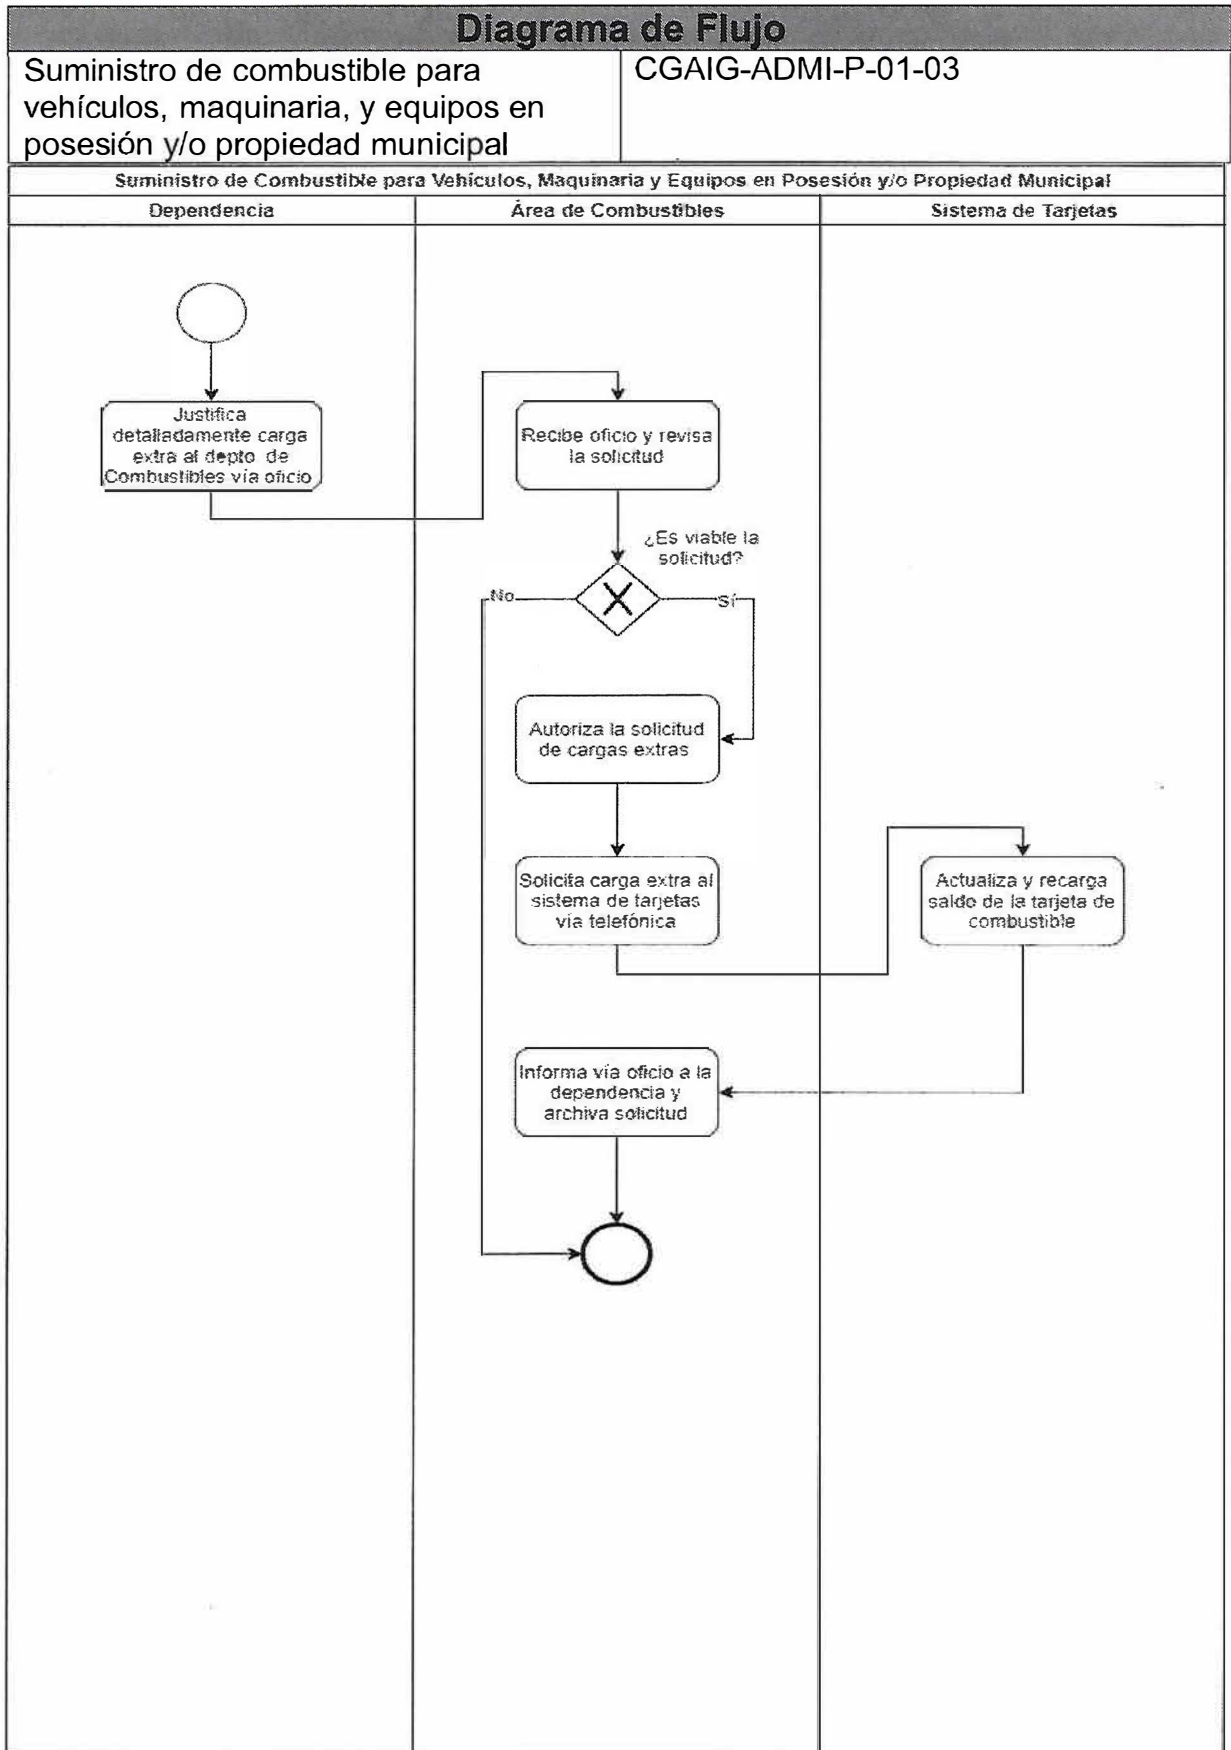 Diagrama de Flujo
Suministro de combustible para
vehículos, maquinaria, y equipos en
posesión y/o propiedad municipal
CGAIG-ADMI-P-01-03
Suministro de Combustible para Vehículos, Maquinaria y Equipos en Posesión y/o Propiedad Municipal
Dependencia
Área de Combustibles
Sistema de Tarjetas
Justifica
detalladamente carga
extra al depto. de
Combustibles vía oficio
Recibe oficio y revisa
la solicitud
¿Es viable la
solicitud?
No
Sí
Autoriza la solicitud
de cargas extras
Solicita carga extra al
sistema de tarjetas
vía telefónica
Actualiza y recarga
saldo de la tarjeta de
combustible
Informa vía oficio a la
dependencia y
archiva solicitud